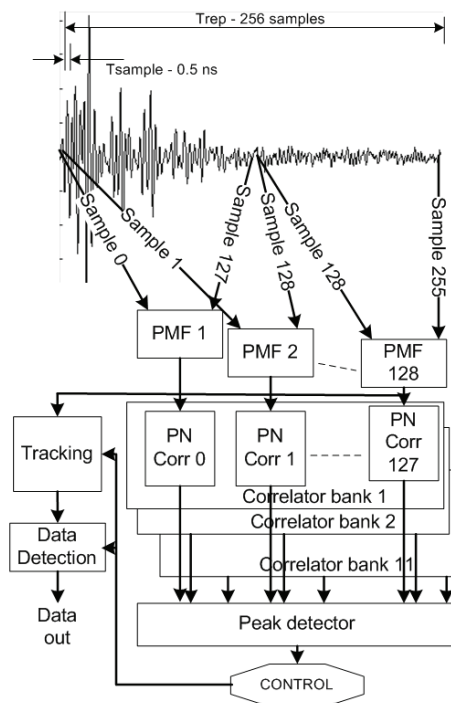 Trep - 256 samples
Tsample - 0.5 ns
Sample 0
Sample 1
Sample 127
Sample 128
Sample 128
Sample 255
PMF 1
PMF 2
PMF
128
Tracking
PN
Corr 0
PN
Corr 1
PN
Corr
127
Correlator bank 1
Data
Detection
Correlator bank 2
Correlator bank 11
Data
out
Peak detector
CONTROL